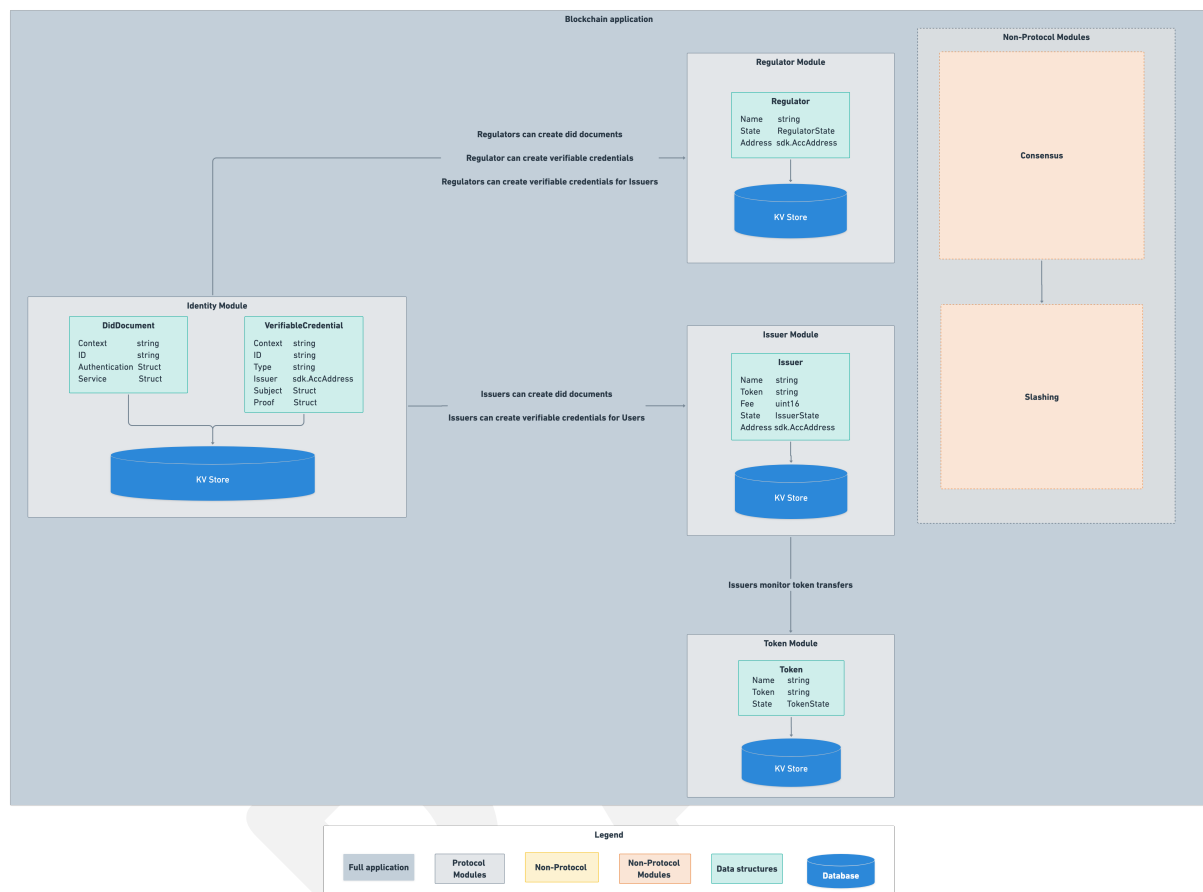 Blockchain application
Non-Protocol Modules
Consensus
Slashing
Regulator Module
Regulator
Name string
State RegulatorState
Address sdk.AccAddress
KV Store
Regulators can create did documents
Regulator can create verifiable credentials
Regulators can create verifiable credentials for Issuers
Identity Module
DidDocument
Context string
ID string
Authentication Struct
Service Struct
VerifiableCredential
Context string
ID string
Type string
Issuer sdk.AccAddress
Subject Struct
Proof Struct
KV Store
Issuers can create did documents
Issuers can create verifiable credentials for Users
Issuer Module
Issuer
Name string
Token string
Fee uint16
State IssuerState
Address sdk.AccAddress
KV Store
Issuers monitor token transfers
Token Module
Token
Name string
Token string
State TokenState
KV Store
Legend
Full application
Protocol
Modules
Non-Protocol
Non-Protocol
Modules
Data structures
Database